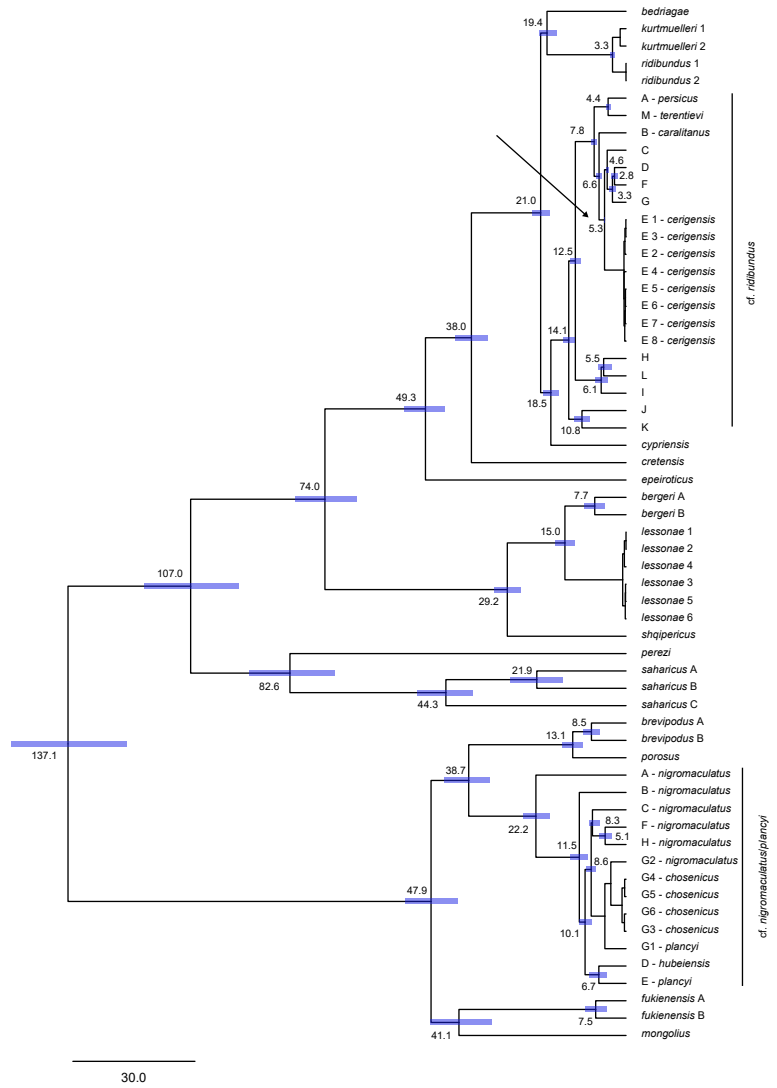 bedriagae
19.4
kurtmuelleri 1
3.3
kurtmuelleri 2
ridibundus 1
ridibundus 2
4.4
A - persicus
M - terentievi
7.8
B - caralitanus
C
4.6
D
2.8
6.6
F
3.3
G
21.0
5.3
E 1 - cerigensis
E 3 - cerigensis
12.5
E 2 - cerigensis
E 4 - cerigensis
E 5 - cerigensis
E 6 - cerigensis
38.0
14.1
E 7 - cerigensis
E 8 - cerigensis
cf. ridibundus
5.5
H
L
6.1
I
49.3
18.5
J
10.8
K
cypriensis
cretensis
epeiroticus
74.0
7.7
bergeri A
bergeri B
15.0
lessonae 1
lessonae 2
lessonae 4
107.0
lessonae 3
29.2
lessonae 5
lessonae 6
shqipericus
perezi
21.9
saharicus A
82.6
saharicus B
44.3
saharicus C
8.5
brevipodus A
13.1
brevipodus B
137.1
porosus
38.7
A - nigromaculatus
B - nigromaculatus
22.2
C - nigromaculatus
8.3
F - nigromaculatus
5.1
11.5
H - nigromaculatus
8.6
G2 - nigromaculatus
G4 - chosenicus
47.9
G5 - chosenicus
G6 - chosenicus
10.1
G3 - chosenicus
G1 - plancyi
D - hubeiensis
6.7
E - plancyi
cf. nigromaculatus/plancyi
fukienensis A
7.5
fukienensis B
41.1
mongolius
30.0